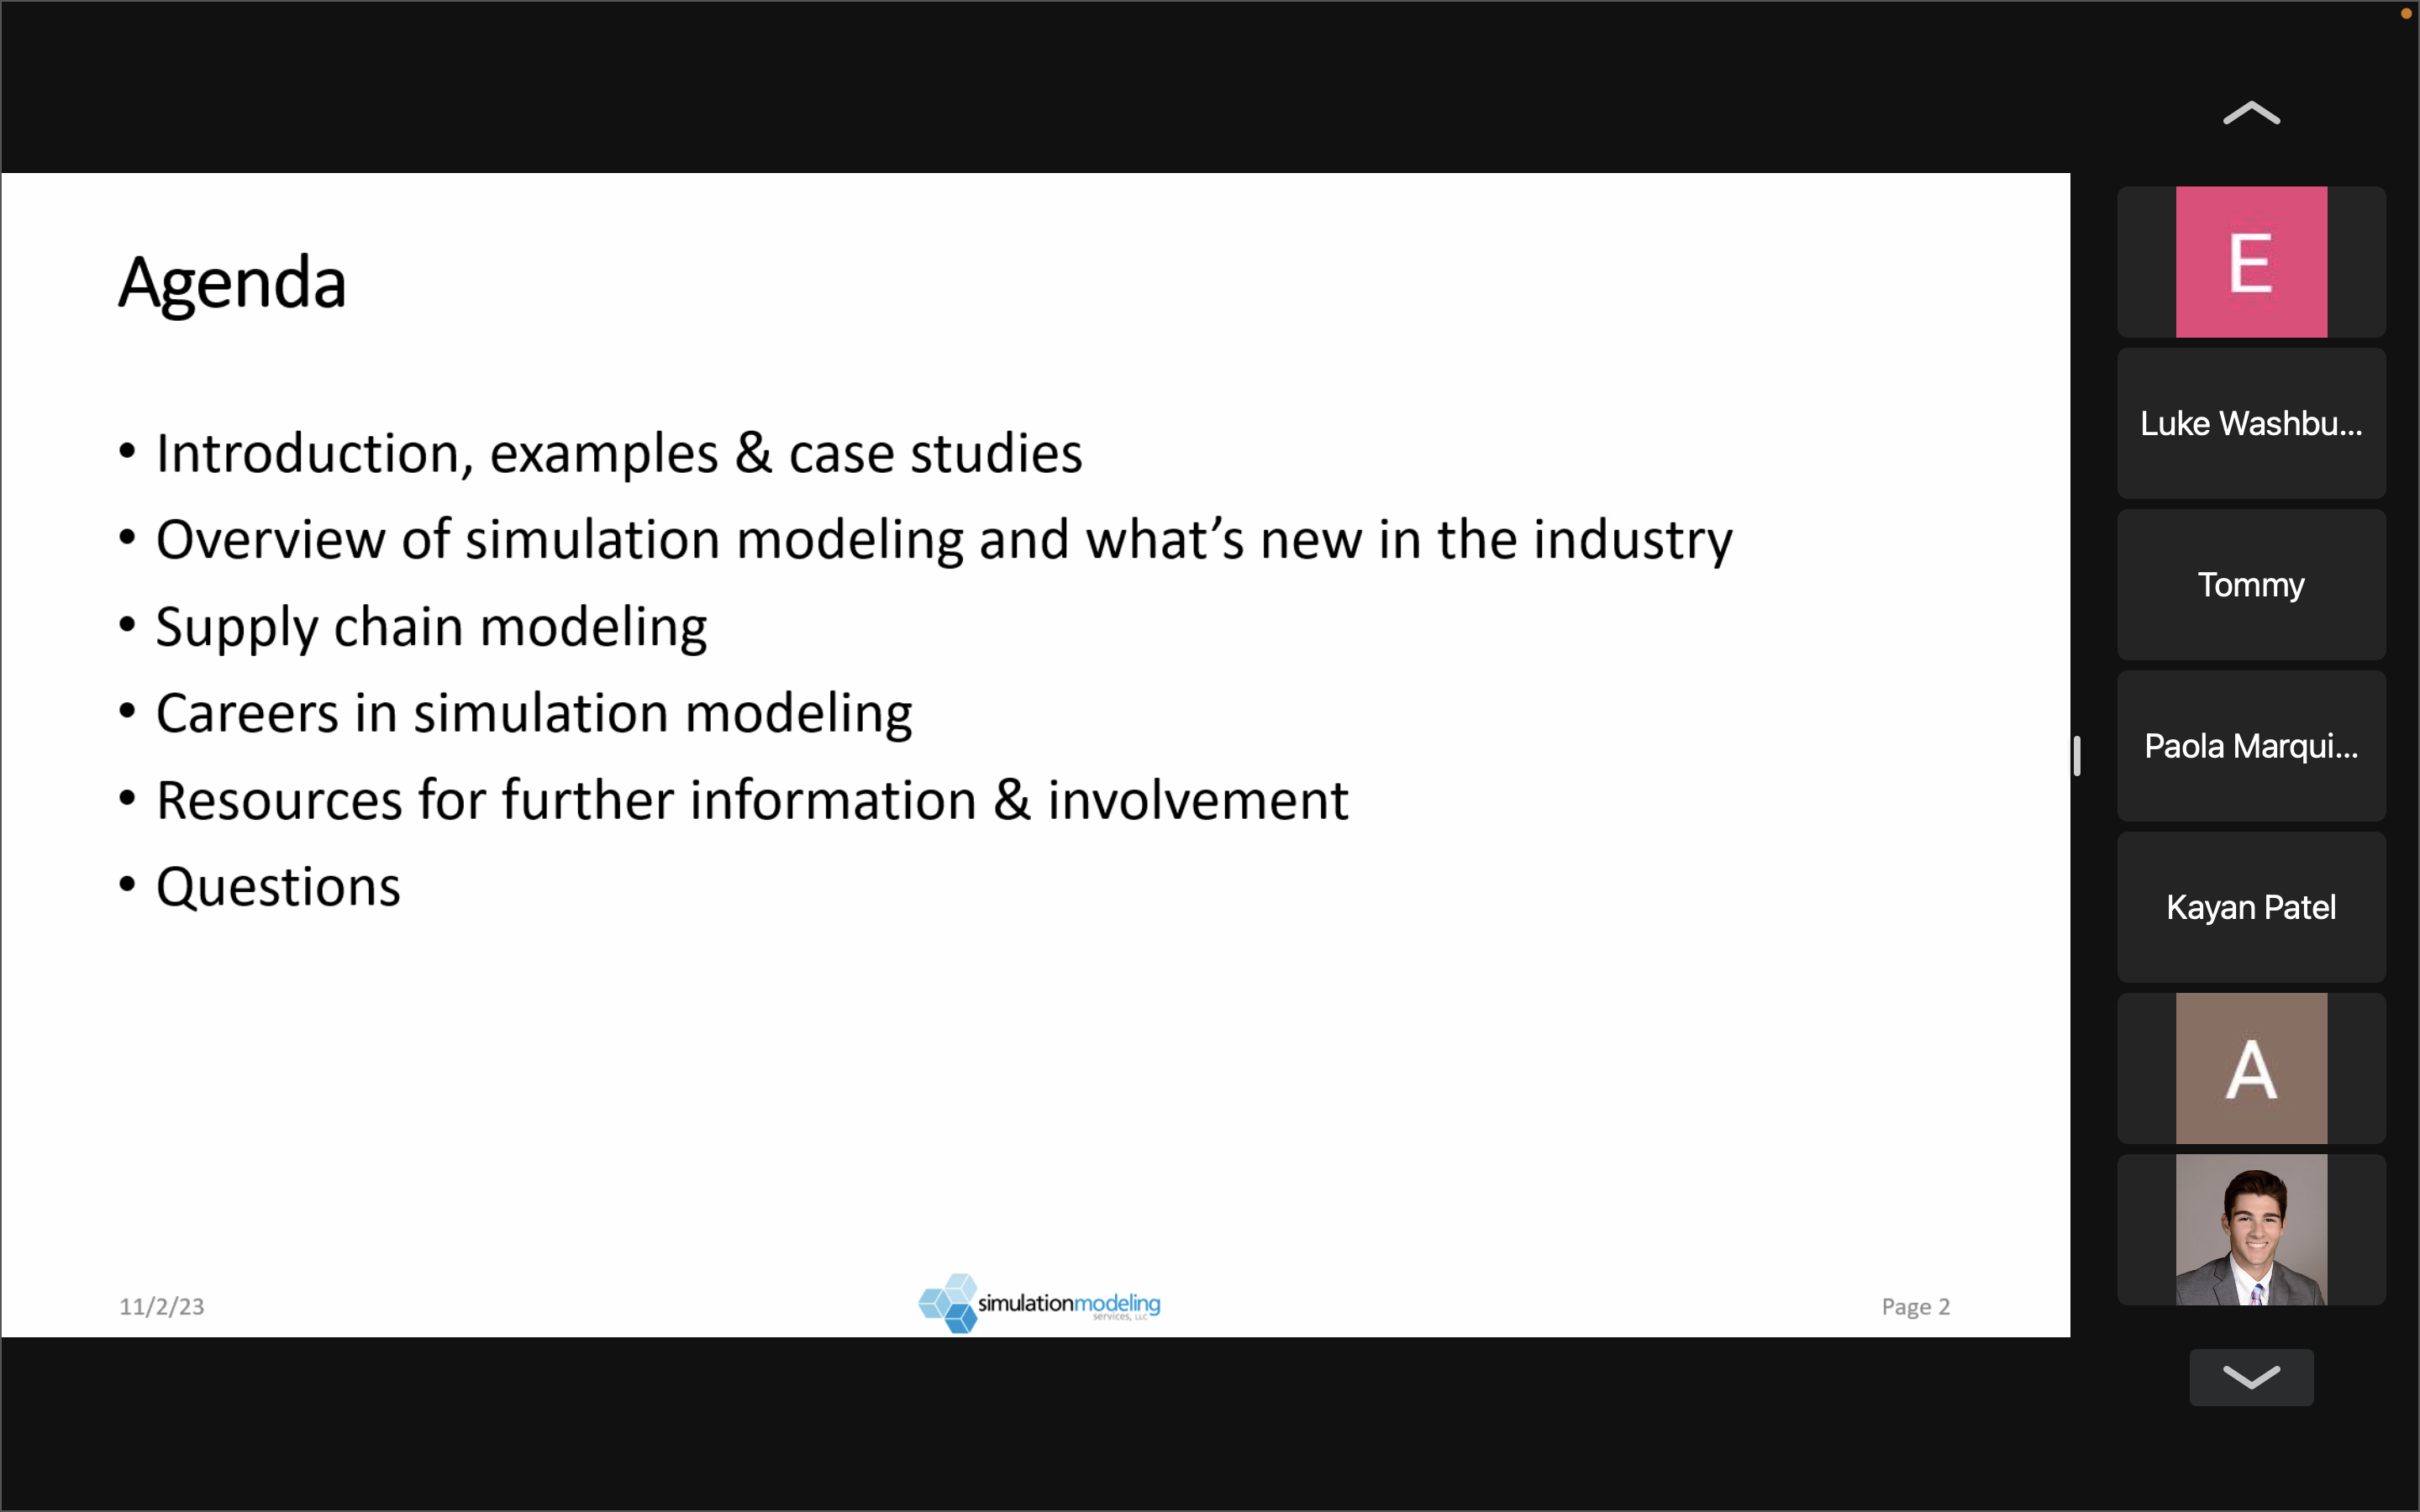 Agenda
• Introduction, examples & case studies
• Overview of simulation modeling and what’s new in the industry
• Supply chain modeling
• Careers in simulation modeling
• Resources for further information & involvement
• Questions
11/2/23
simulationmodeling
services, LLC
Page 2
E
Luke Washbu...
Tommy
Paola Marqui...
Kayan Patel
A